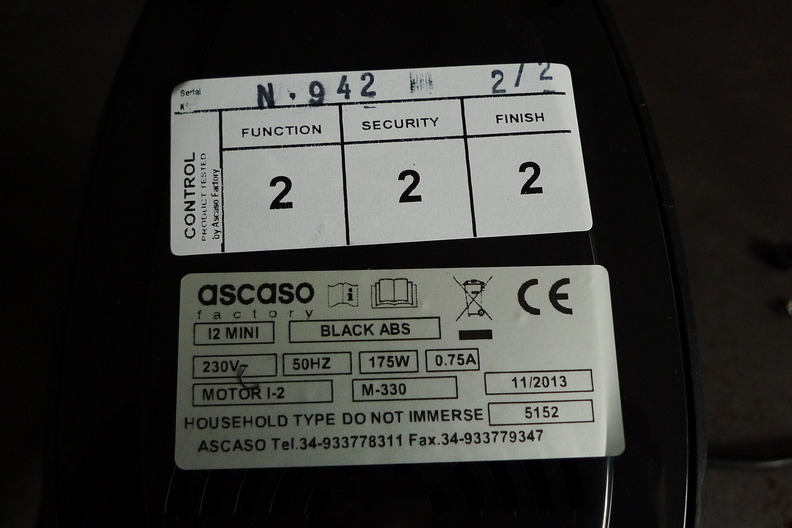 Serial N. 942 2/2
N:
FUNCTION SECURITY FINISH
CONTROL
PRODUCT TESTED
by Ascaso Factory
2 2 2
ascaso
factory
CE
I2 MINI BLACK ABS
230V~ 50HZ 175W 0.75A
MOTOR I-2 M-330 11/2013
HOUSEHOLD TYPE DO NOT IMMERSE 5152
ASCASO Tel.34-933778311 Fax.34-933779347